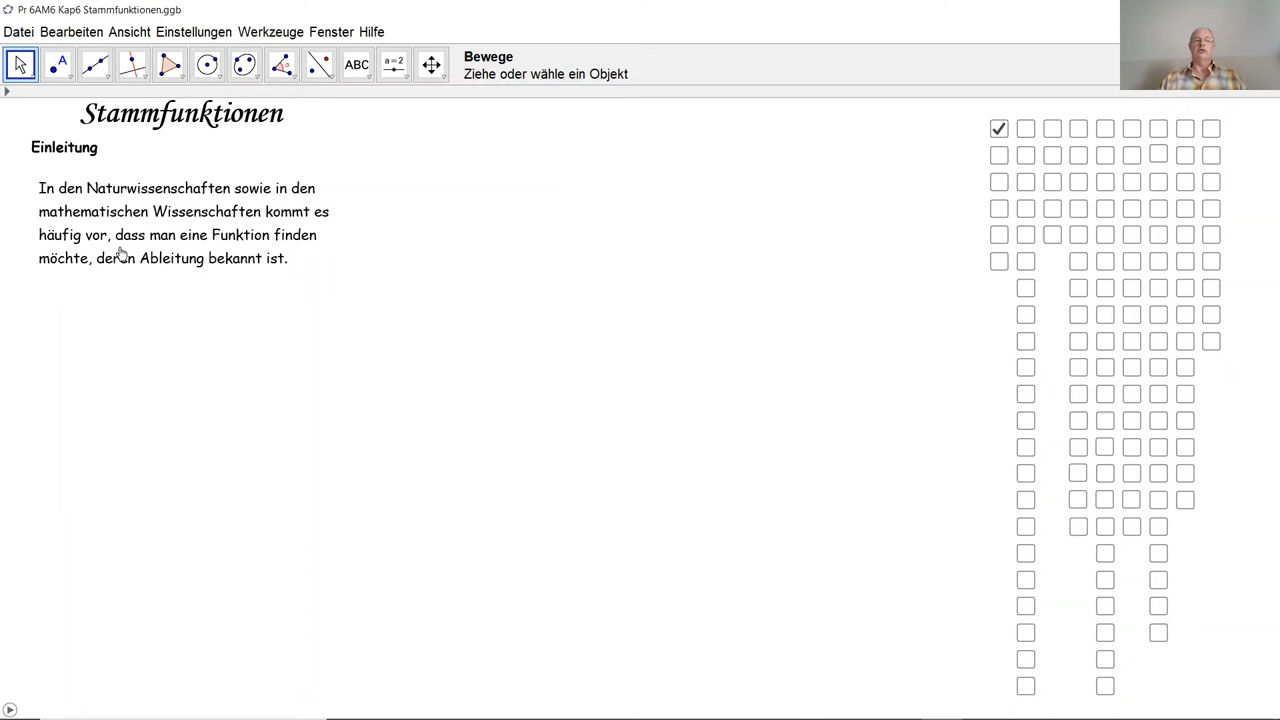 Pr 6AM6 Kap6 Stammfunktionen.ggb
Datei Bearbeiten Ansicht Einstellungen Werkzeuge Fenster Hilfe
A
ABC
a=2
Bewege
Ziehe oder wähle ein Objekt
Stammfunktionen
Einleitung
In den Naturwissenschaften sowie in den
mathematischen Wissenschaften kommt es
häufig vor, dass man eine Funktion finden
möchte, deren Ableitung bekannt ist.